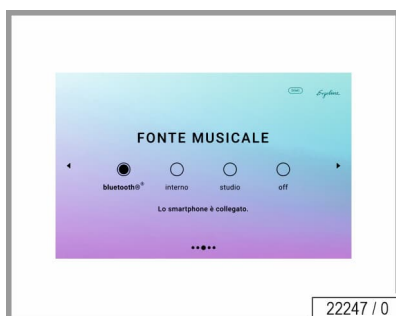 FONTE MUSICALE
bluetooth®® interno studio off
Lo smartphone è collegato.
22247 / 0